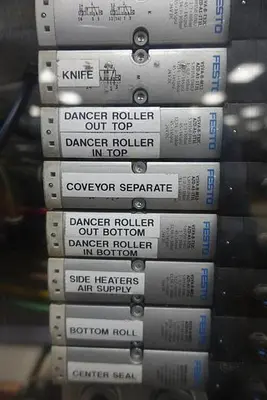 FESTO
KNIFE
FESTO
DANCER ROLLER
OUT TOP
DANCER ROLLER
IN TOP
FESTO
COVEYOR SEPARATE
FESTO
DANCER ROLLER
OUT BOTTOM
DANCER ROLLER
IN BOTTOM
FESTO
SIDE HEATERS
AIR SUPPLY
FESTO
BOTTOM ROLL
FESTO
CENTER SEAL
FESTO